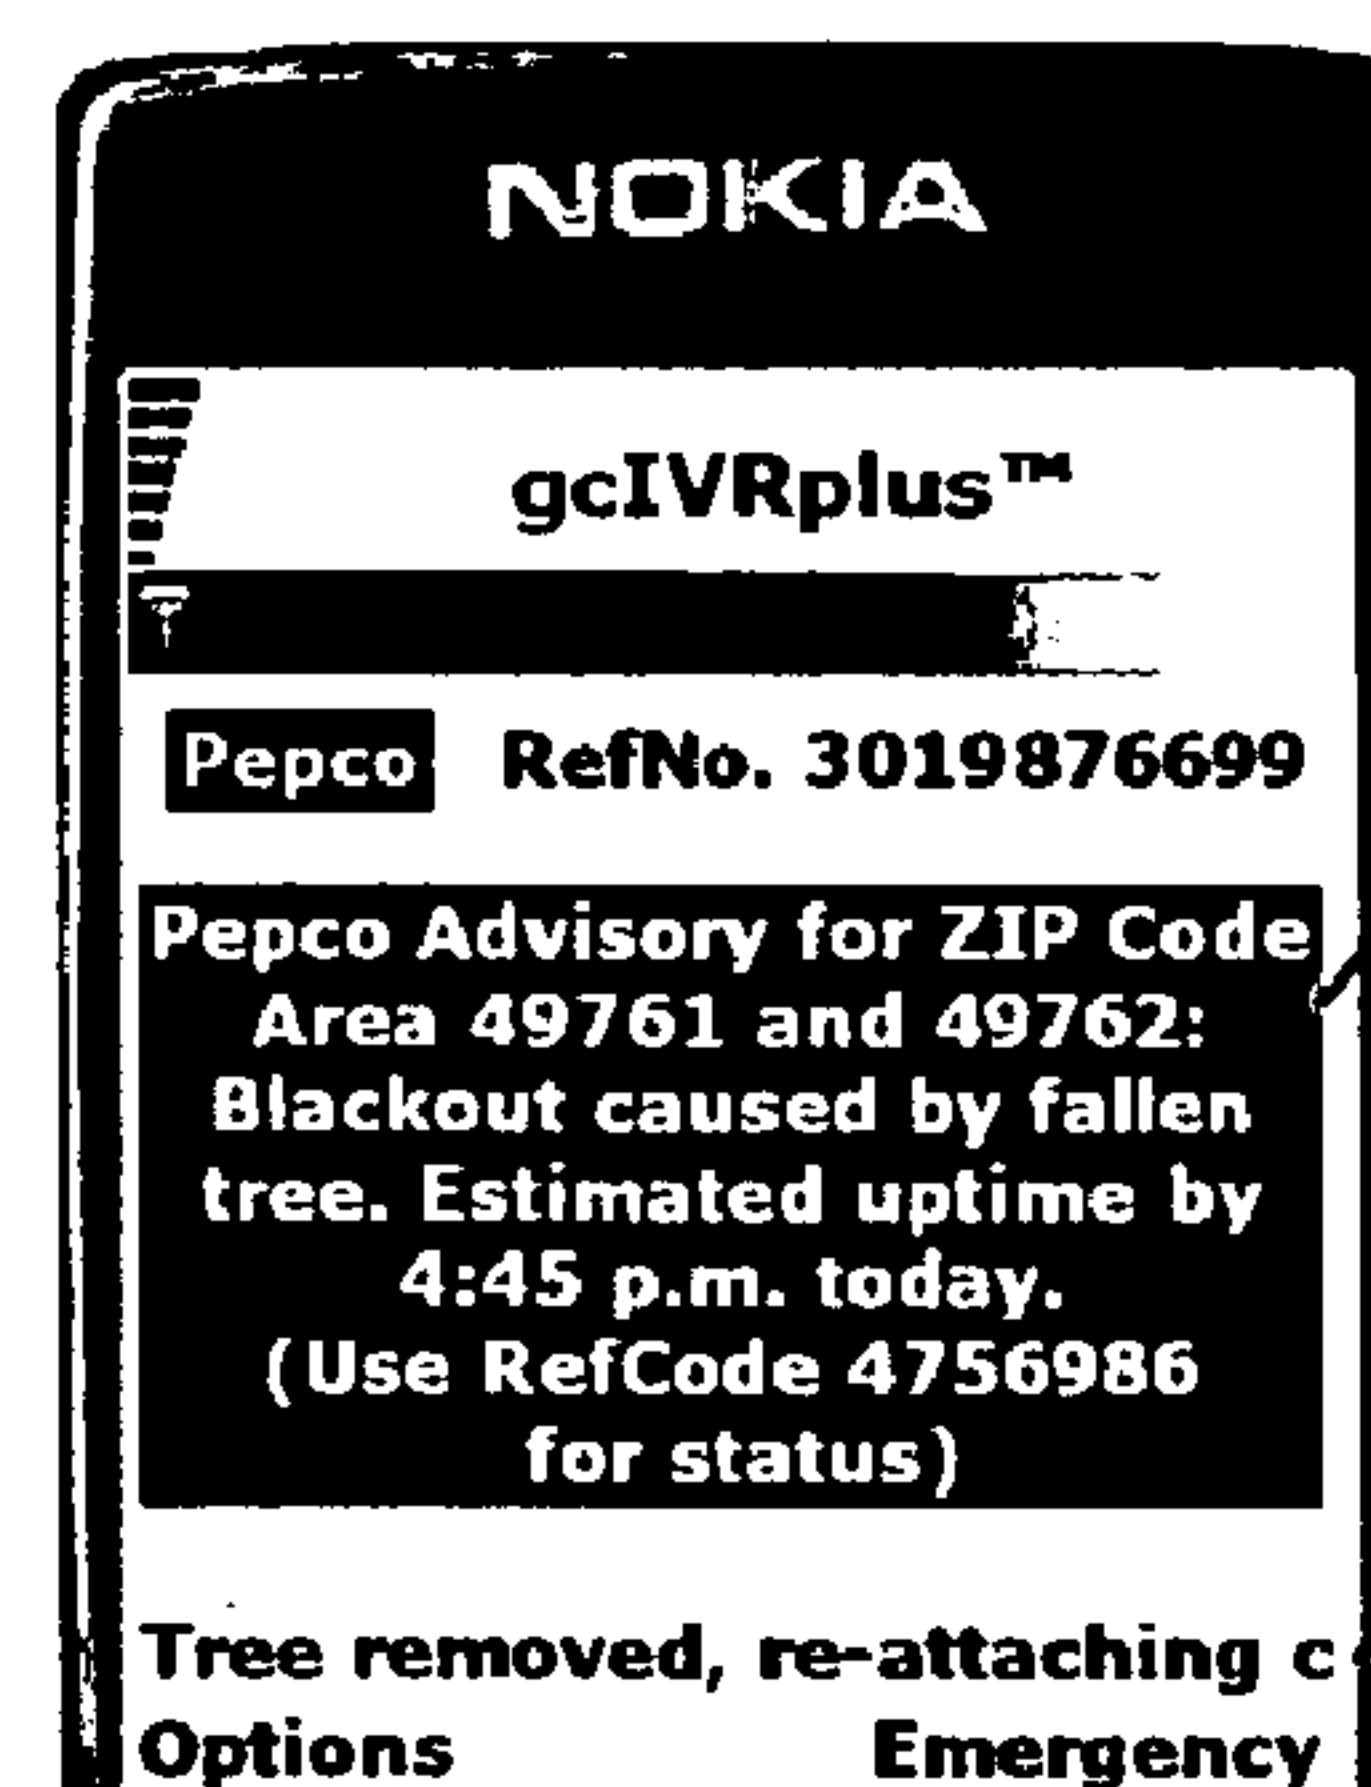 NOKIA
gcIVRplus™
Pepco RefNo. 3019876699
Pepco Advisory for ZIP Code
Area 49761 and 49762:
Blackout caused by fallen
tree. Estimated uptime by
4:45 p.m. today.
(Use RefCode 4756986
for status)
Tree removed, re-attaching c
Options Emergency